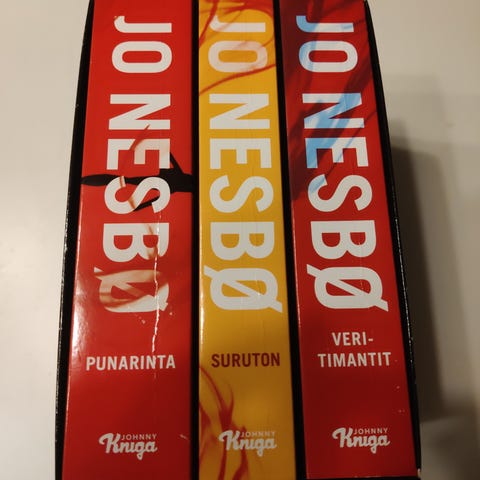 JO NESBØ
PUNARINTA
JOHNNY
Kniga
JO NESBØ
SURUTON
JOHNNY
Kniga
JO NESBØ
VERI-
TIMANTIT
JOHNNY
Kniga